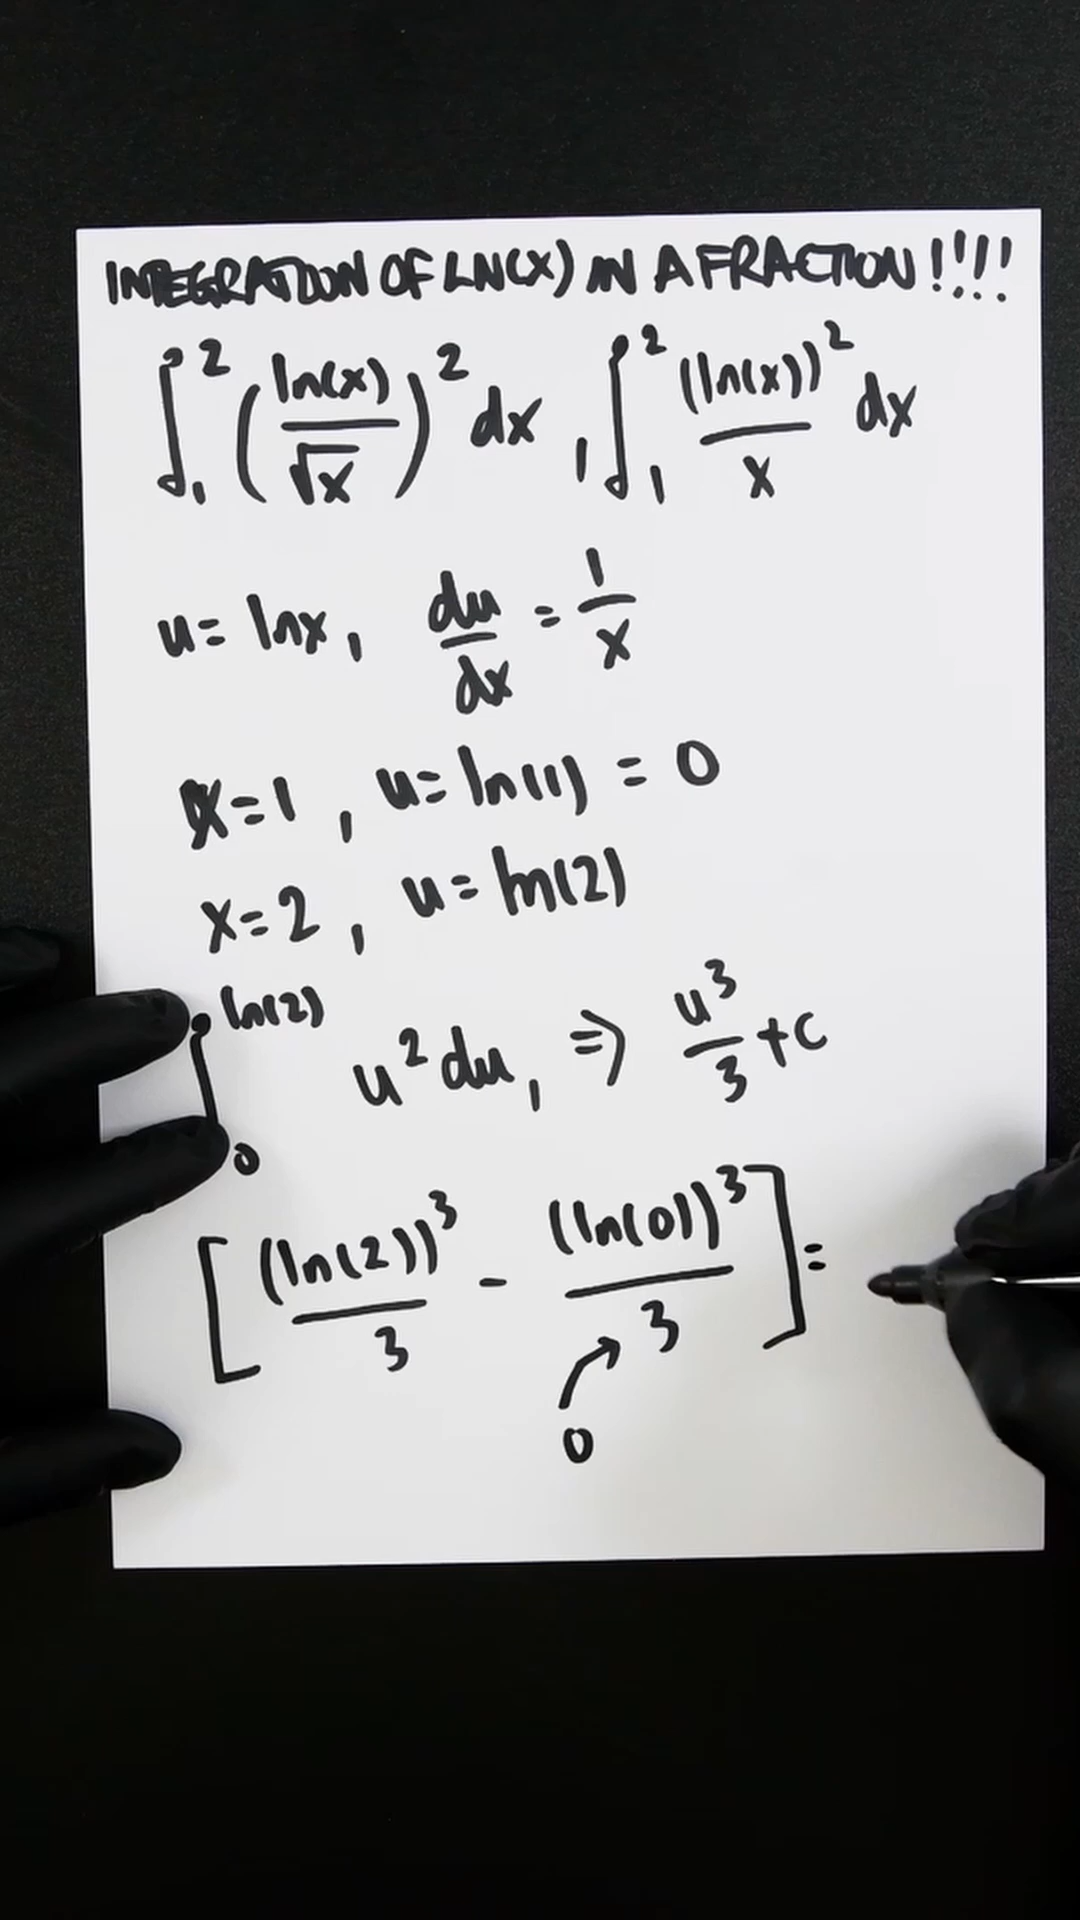 INTEGRATION OF LN(X) IN A FRACTION!!!!
∫₁² (ln(x)/√x)² dx, ∫₁² (ln(x))²/x dx
u = lnx, du/dx = 1/x
x=1, u=ln(1) = 0
x=2, u=ln(2)
∫₀^ln(2) u² du, ⇒ u³/3 + c
[(ln(2))³/3 - (ln(0))³/3] =
0